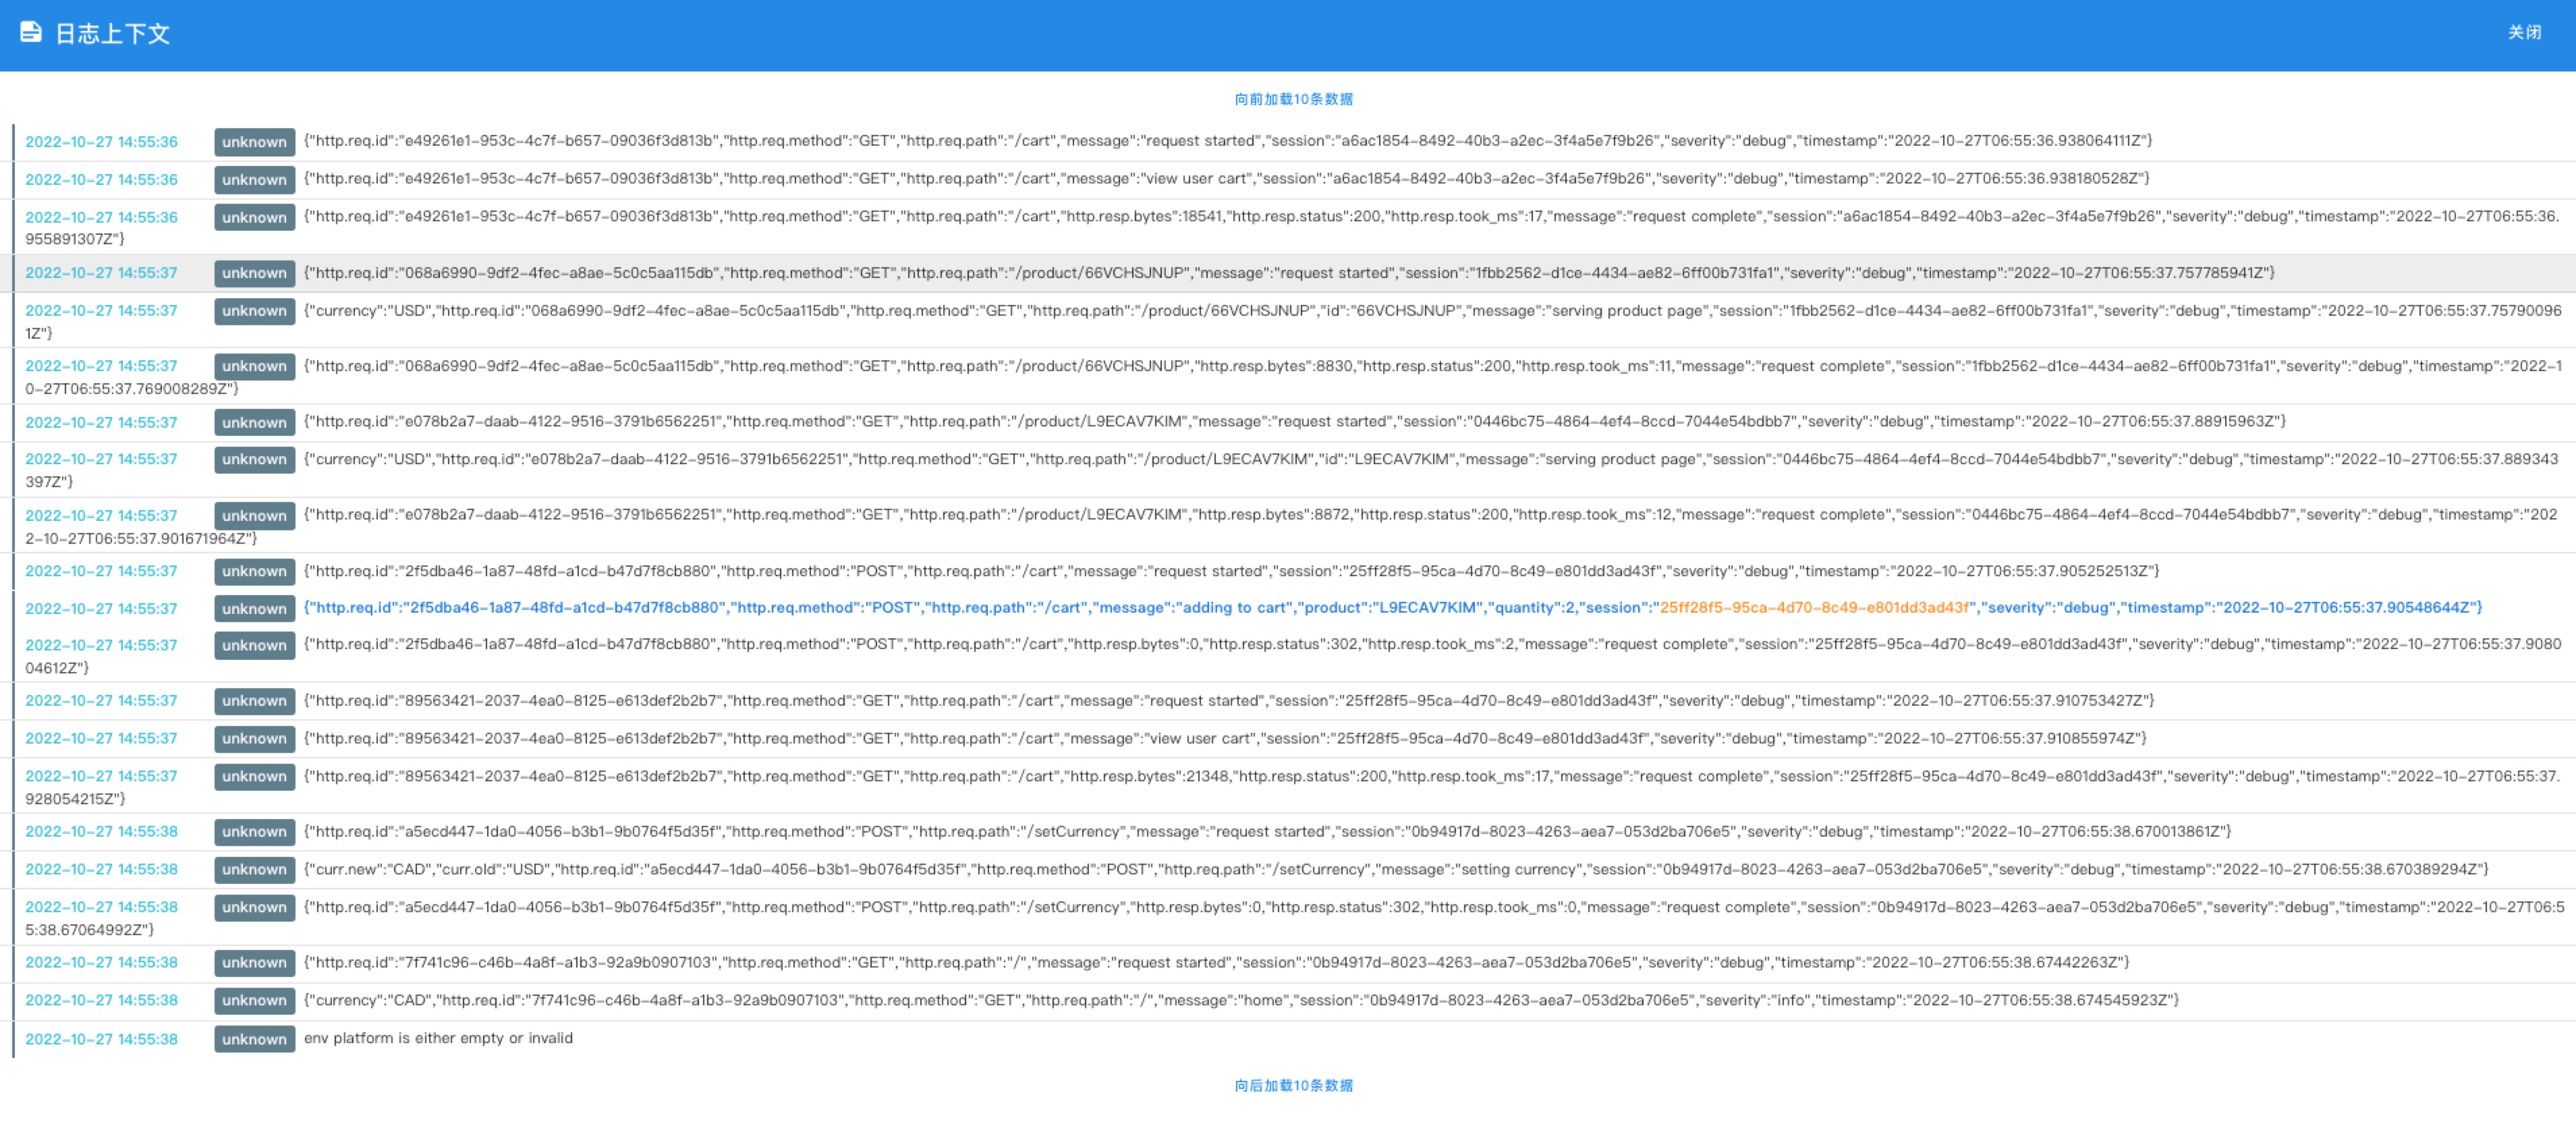 日志上下文
关闭
向前加载10条数据
2022-10-27 14:55:36 unknown {"http.req.id":"e49261e1-953c-4c7f-b657-09036f3d813b","http.req.method":"GET","http.req.path":"/cart","message":"request started","session":"a6ac1854-8492-40b3-a2ec-3f4a5e7f9b26","severity":"debug","timestamp":"2022-10-27T06:55:36.938064111Z"}
2022-10-27 14:55:36 unknown {"http.req.id":"e49261e1-953c-4c7f-b657-09036f3d813b","http.req.method":"GET","http.req.path":"/cart","message":"view user cart","session":"a6ac1854-8492-40b3-a2ec-3f4a5e7f9b26","severity":"debug","timestamp":"2022-10-27T06:55:36.938180528Z"}
2022-10-27 14:55:36 unknown {"http.req.id":"e49261e1-953c-4c7f-b657-09036f3d813b","http.req.method":"GET","http.req.path":"/cart","http.resp.bytes":18541,"http.resp.status":200,"http.resp.took_ms":17,"message":"request complete","session":"a6ac1854-8492-40b3-a2ec-3f4a5e7f9b26","severity":"debug","timestamp":"2022-10-27T06:55:36.
955891307Z"}
2022-10-27 14:55:37 unknown {"http.req.id":"068a6990-9df2-4fec-a8ae-5c0c5aa115db","http.req.method":"GET","http.req.path":"/product/66VCHSJNUP","message":"request started","session":"1fbb2562-d1ce-4434-ae82-6ff00b731fa1","severity":"debug","timestamp":"2022-10-27T06:55:37.757785941Z"}
2022-10-27 14:55:37 unknown {"currency":"USD","http.req.id":"068a6990-9df2-4fec-a8ae-5c0c5aa115db","http.req.method":"GET","http.req.path":"/product/66VCHSJNUP","id":"66VCHSJNUP","message":"serving product page","session":"1fbb2562-d1ce-4434-ae82-6ff00b731fa1","severity":"debug","timestamp":"2022-10-27T06:55:37.75790096
1Z"}
2022-10-27 14:55:37 unknown {"http.req.id":"068a6990-9df2-4fec-a8ae-5c0c5aa115db","http.req.method":"GET","http.req.path":"/product/66VCHSJNUP","http.resp.bytes":8830,"http.resp.status":200,"http.resp.took_ms":11,"message":"request complete","session":"1fbb2562-d1ce-4434-ae82-6ff00b731fa1","severity":"debug","timestamp":"2022-1
0-27T06:55:37.769008289Z"}
2022-10-27 14:55:37 unknown {"http.req.id":"e078b2a7-daab-4122-9516-3791b6562251","http.req.method":"GET","http.req.path":"/product/L9ECAV7KIM","message":"request started","session":"0446bc75-4864-4ef4-8ccd-7044e54bdbb7","severity":"debug","timestamp":"2022-10-27T06:55:37.88915963Z"}
2022-10-27 14:55:37 unknown {"currency":"USD","http.req.id":"e078b2a7-daab-4122-9516-3791b6562251","http.req.method":"GET","http.req.path":"/product/L9ECAV7KIM","id":"L9ECAV7KIM","message":"serving product page","session":"0446bc75-4864-4ef4-8ccd-7044e54bdbb7","severity":"debug","timestamp":"2022-10-27T06:55:37.889343
397Z"}
2022-10-27 14:55:37 unknown {"http.req.id":"e078b2a7-daab-4122-9516-3791b6562251","http.req.method":"GET","http.req.path":"/product/L9ECAV7KIM","http.resp.bytes":8872,"http.resp.status":200,"http.resp.took_ms":12,"message":"request complete","session":"0446bc75-4864-4ef4-8ccd-7044e54bdbb7","severity":"debug","timestamp":"202
2-10-27T06:55:37.901671964Z"}
2022-10-27 14:55:37 unknown {"http.req.id":"2f5dba46-1a87-48fd-a1cd-b47d7f8cb880","http.req.method":"POST","http.req.path":"/cart","message":"request started","session":"25ff28f5-95ca-4d70-8c49-e801dd3ad43f","severity":"debug","timestamp":"2022-10-27T06:55:37.905252513Z"}
2022-10-27 14:55:37 unknown {"http.req.id":"2f5dba46-1a87-48fd-a1cd-b47d7f8cb880","http.req.method":"POST","http.req.path":"/cart","message":"adding to cart","product":"L9ECAV7KIM","quantity":2,"session":"25ff28f5-95ca-4d70-8c49-e801dd3ad43f","severity":"debug","timestamp":"2022-10-27T06:55:37.90548644Z"}
2022-10-27 14:55:37 unknown {"http.req.id":"2f5dba46-1a87-48fd-a1cd-b47d7f8cb880","http.req.method":"POST","http.req.path":"/cart","http.resp.bytes":0,"http.resp.status":302,"http.resp.took_ms":2,"message":"request complete","session":"25ff28f5-95ca-4d70-8c49-e801dd3ad43f","severity":"debug","timestamp":"2022-10-27T06:55:37.9080
04612Z"}
2022-10-27 14:55:37 unknown {"http.req.id":"89563421-2037-4ea0-8125-e613def2b2b7","http.req.method":"GET","http.req.path":"/cart","message":"request started","session":"25ff28f5-95ca-4d70-8c49-e801dd3ad43f","severity":"debug","timestamp":"2022-10-27T06:55:37.910753427Z"}
2022-10-27 14:55:37 unknown {"http.req.id":"89563421-2037-4ea0-8125-e613def2b2b7","http.req.method":"GET","http.req.path":"/cart","message":"view user cart","session":"25ff28f5-95ca-4d70-8c49-e801dd3ad43f","severity":"debug","timestamp":"2022-10-27T06:55:37.910855974Z"}
2022-10-27 14:55:37 unknown {"http.req.id":"89563421-2037-4ea0-8125-e613def2b2b7","http.req.method":"GET","http.req.path":"/cart","http.resp.bytes":21348,"http.resp.status":200,"http.resp.took_ms":17,"message":"request complete","session":"25ff28f5-95ca-4d70-8c49-e801dd3ad43f","severity":"debug","timestamp":"2022-10-27T06:55:37.
928054215Z"}
2022-10-27 14:55:38 unknown {"http.req.id":"a5ecd447-1da0-4056-b3b1-9b0764f5d35f","http.req.method":"POST","http.req.path":"/setCurrency","message":"request started","session":"0b94917d-8023-4263-aea7-053d2ba706e5","severity":"debug","timestamp":"2022-10-27T06:55:38.670013861Z"}
2022-10-27 14:55:38 unknown {"curr.new":"CAD","curr.old":"USD","http.req.id":"a5ecd447-1da0-4056-b3b1-9b0764f5d35f","http.req.method":"POST","http.req.path":"/setCurrency","message":"setting currency","session":"0b94917d-8023-4263-aea7-053d2ba706e5","severity":"debug","timestamp":"2022-10-27T06:55:38.670389294Z"}
2022-10-27 14:55:38 unknown {"http.req.id":"a5ecd447-1da0-4056-b3b1-9b0764f5d35f","http.req.method":"POST","http.req.path":"/setCurrency","http.resp.bytes":0,"http.resp.status":302,"http.resp.took_ms":0,"message":"request complete","session":"0b94917d-8023-4263-aea7-053d2ba706e5","severity":"debug","timestamp":"2022-10-27T06:5
5:38.67064992Z"}
2022-10-27 14:55:38 unknown {"http.req.id":"7f741c96-c46b-4a8f-a1b3-92a9b0907103","http.req.method":"GET","http.req.path":"/","message":"request started","session":"0b94917d-8023-4263-aea7-053d2ba706e5","severity":"debug","timestamp":"2022-10-27T06:55:38.67442263Z"}
2022-10-27 14:55:38 unknown {"currency":"CAD","http.req.id":"7f741c96-c46b-4a8f-a1b3-92a9b0907103","http.req.method":"GET","http.req.path":"/","message":"home","session":"0b94917d-8023-4263-aea7-053d2ba706e5","severity":"info","timestamp":"2022-10-27T06:55:38.674545923Z"}
2022-10-27 14:55:38 unknown env platform is either empty or invalid
向后加载10条数据